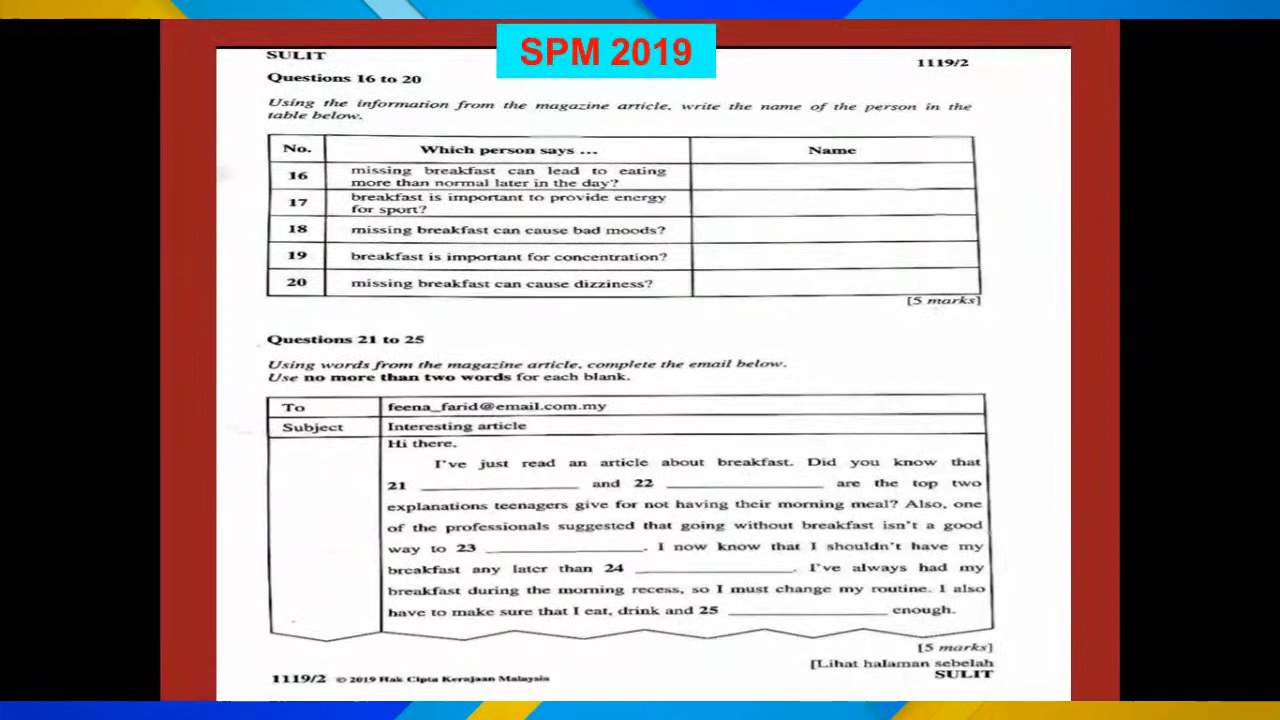 SPM 2019
SULIT
1119/2
Questions 16 to 20
Using the information from the magazine article, write the name of the person in the
table below.
No. Which person says ... Name
16 missing breakfast can lead to eating
more than normal later in the day?
17 breakfast is important to provide energy
for sport?
18 missing breakfast can cause bad moods?
19 breakfast is important for concentration?
20 missing breakfast can cause dizziness?
[5 marks]
Questions 21 to 25
Using words from the magazine article, complete the email below.
Use no more than two words for each blank.
To feena_farid@email.com.my
Subject Interesting article
Hi there,
I've just read an article about breakfast. Did you know that
21 ____________ and 22 ____________ are the top two
explanations teenagers give for not having their morning meal? Also, one
of the professionals suggested that going without breakfast isn't a good
way to 23 ____________. I now know that I shouldn't have my
breakfast any later than 24 ____________. I've always had my
breakfast during the morning recess, so I must change my routine. I also
have to make sure that I eat, drink and 25 ____________ enough.
[5 marks]
[Lihat halaman sebelah
1119/2 © 2019 Hak Cipta Kerajaan Malaysia
SULIT